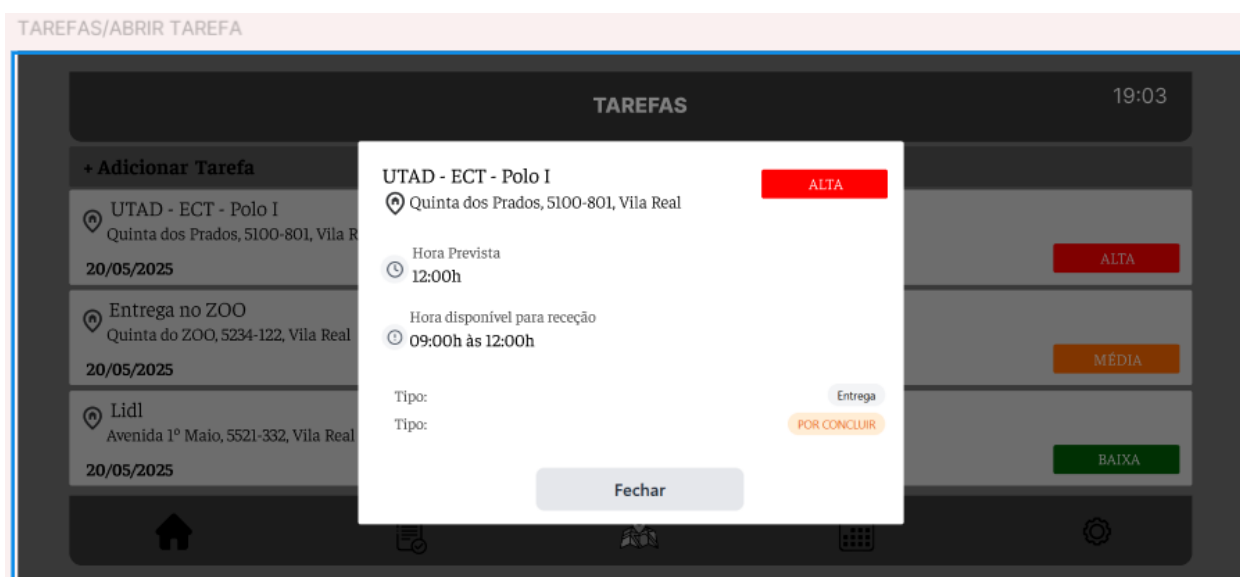 TAREFAS/ABRIR TAREFA
TAREFAS
19:03
+ Adicionar Tarefa
UTAD - ECT - Polo I
Quinta dos Prados, 5100-801, Vila R
20/05/2025
ALTA
Entrega no ZOO
Quinta do ZOO, 5234-122, Vila Real
20/05/2025
MÉDIA
Lidl
Avenida 1º Maio, 5521-332, Vila Real
20/05/2025
BAIXA
UTAD - ECT - Polo I
ALTA
Quinta dos Prados, 5100-801, Vila Real
Hora Prevista
12:00h
Hora disponível para receção
09:00h às 12:00h
Tipo:
Entrega
Tipo:
POR CONCLUIR
Fechar